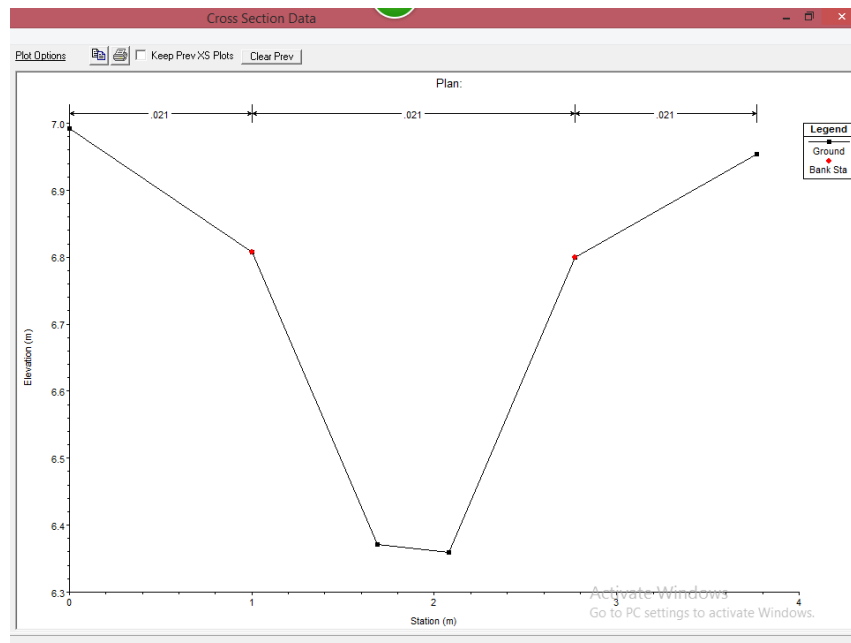 Cross Section Data
Plot Options
Keep Prev XS Plots
Clear Prev
Plan:
.021 .021 .021
Legend
Ground
Bank Sta
7.0
6.9
6.8
6.7
6.6
6.5
6.4
6.3
Elevation (m)
0 1 2 3 4
Station (m)
Activate Windows
Go to PC settings to activate Windows.